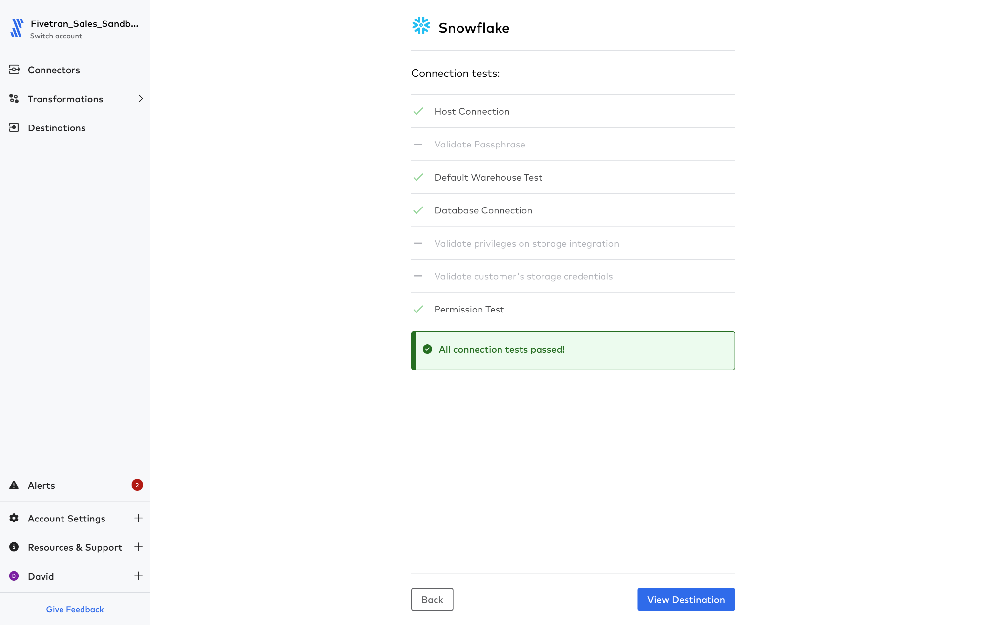 Fivetran_Sales_Sandb...
Switch account
Connectors
Transformations
Destinations
Alerts
2
Account Settings
Resources & Support
D
David
Give Feedback
Snowflake
Connection tests:
Host Connection
Validate Passphrase
Default Warehouse Test
Database Connection
Validate privileges on storage integration
Validate customer's storage credentials
Permission Test
All connection tests passed!
Back
View Destination